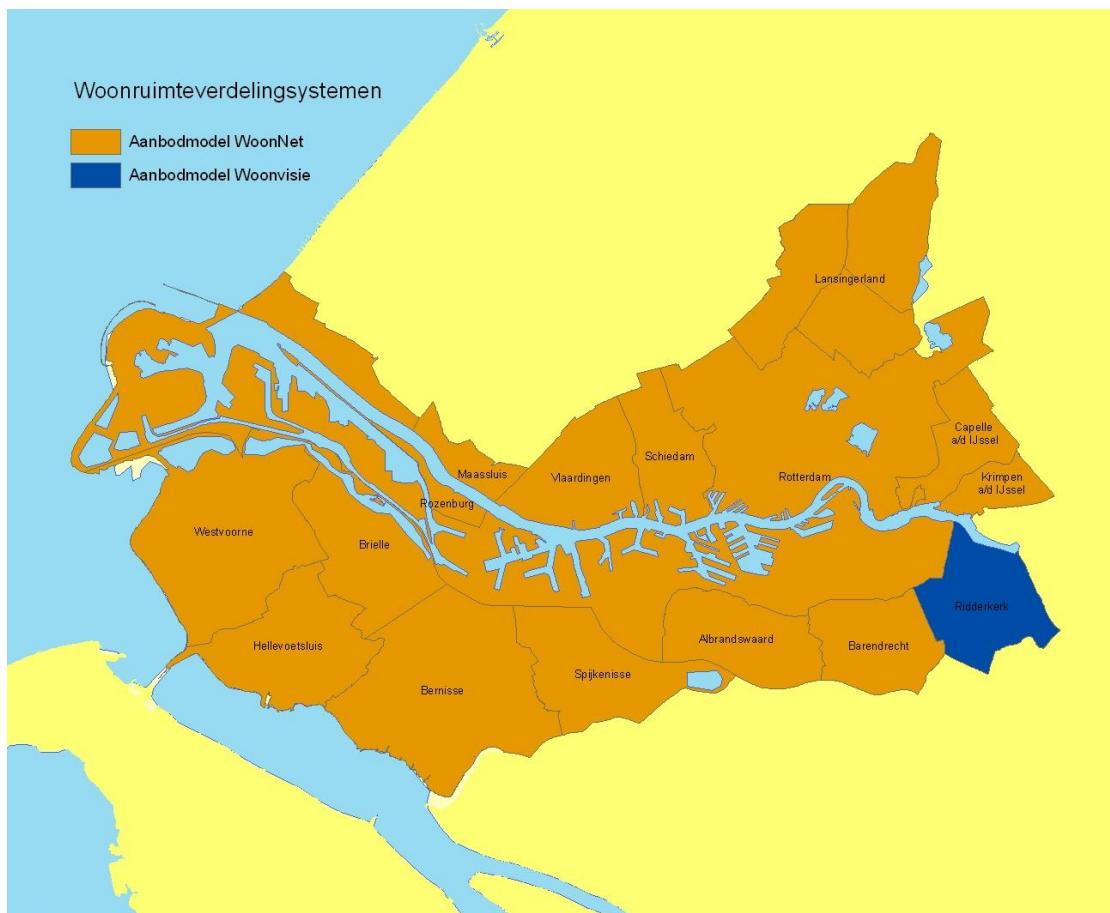 Woonruimteverdelingsystemen
Aanbodmodel WoonNet
Aanbodmodel Woonvisie
Lansingerland
Capelle
a/d IJssel
Schiedam
Maassluis
Vlaardingen
Rotterdam
Krimpen
a/d IJssel
Rozenburg
Westvoorne
Brielle
Ridderkerk
Hellevoetsluis
Albrandswaard
Barendrecht
Spijkenisse
Bernisse